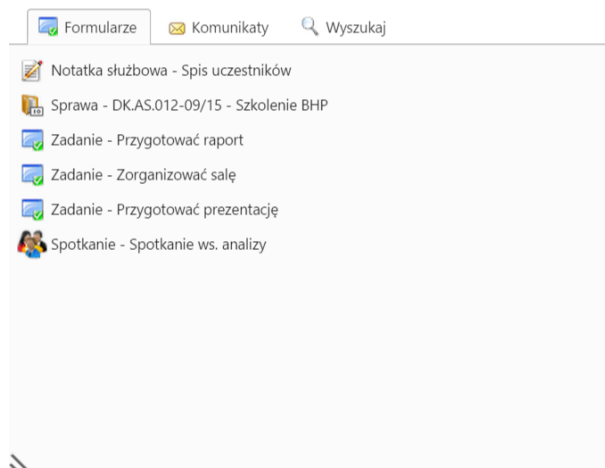 Formularze Komunikaty Wyszukaj
Notatka służbowa - Spis uczestników
Sprawa - DK.AS.012-09/15 - Szkolenie BHP
Zadanie - Przygotować raport
Zadanie - Zorganizować salę
Zadanie - Przygotować prezentację
Spotkanie - Spotkanie ws. analizy